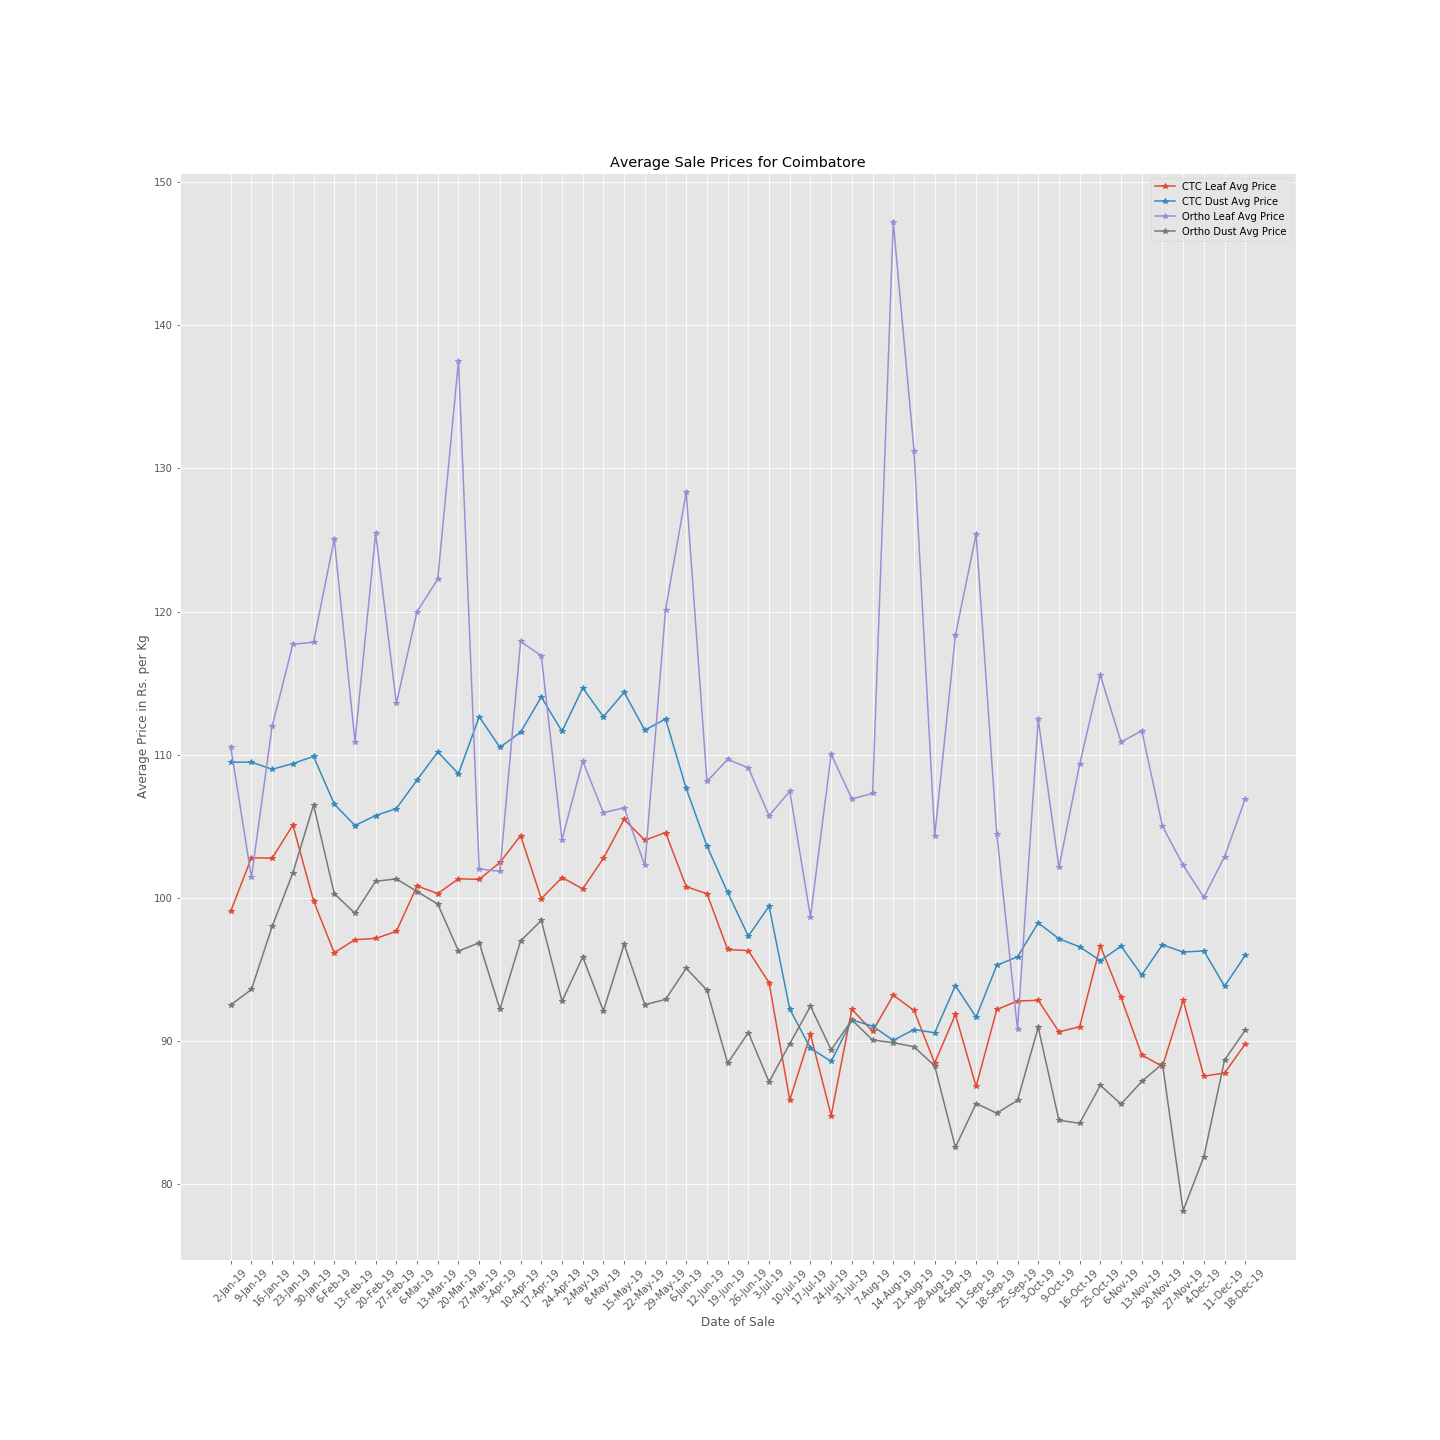 Average Sale Prices for Coimbatore
CTC Leaf Avg Price
CTC Dust Avg Price
Ortho Leaf Avg Price
Ortho Dust Avg Price
150
140
130
120
110
100
90
80
Average Price in Rs. per Kg
2-Jan-19
9-Jan-19
16-Jan-19
23-Jan-19
30-Jan-19
6-Feb-19
13-Feb-19
20-Feb-19
27-Feb-19
6-Mar-19
13-Mar-19
20-Mar-19
27-Mar-19
3-Apr-19
10-Apr-19
17-Apr-19
24-Apr-19
2-May-19
8-May-19
15-May-19
22-May-19
29-May-19
6-Jun-19
12-Jun-19
19-Jun-19
26-Jun-19
3-Jul-19
10-Jul-19
17-Jul-19
24-Jul-19
31-Jul-19
7-Aug-19
14-Aug-19
21-Aug-19
28-Aug-19
4-Sep-19
11-Sep-19
18-Sep-19
25-Sep-19
3-Oct-19
9-Oct-19
16-Oct-19
25-Oct-19
6-Nov-19
13-Nov-19
20-Nov-19
27-Nov-19
4-Dec-19
11-Dec-19
18-Dec-19
Date of Sale